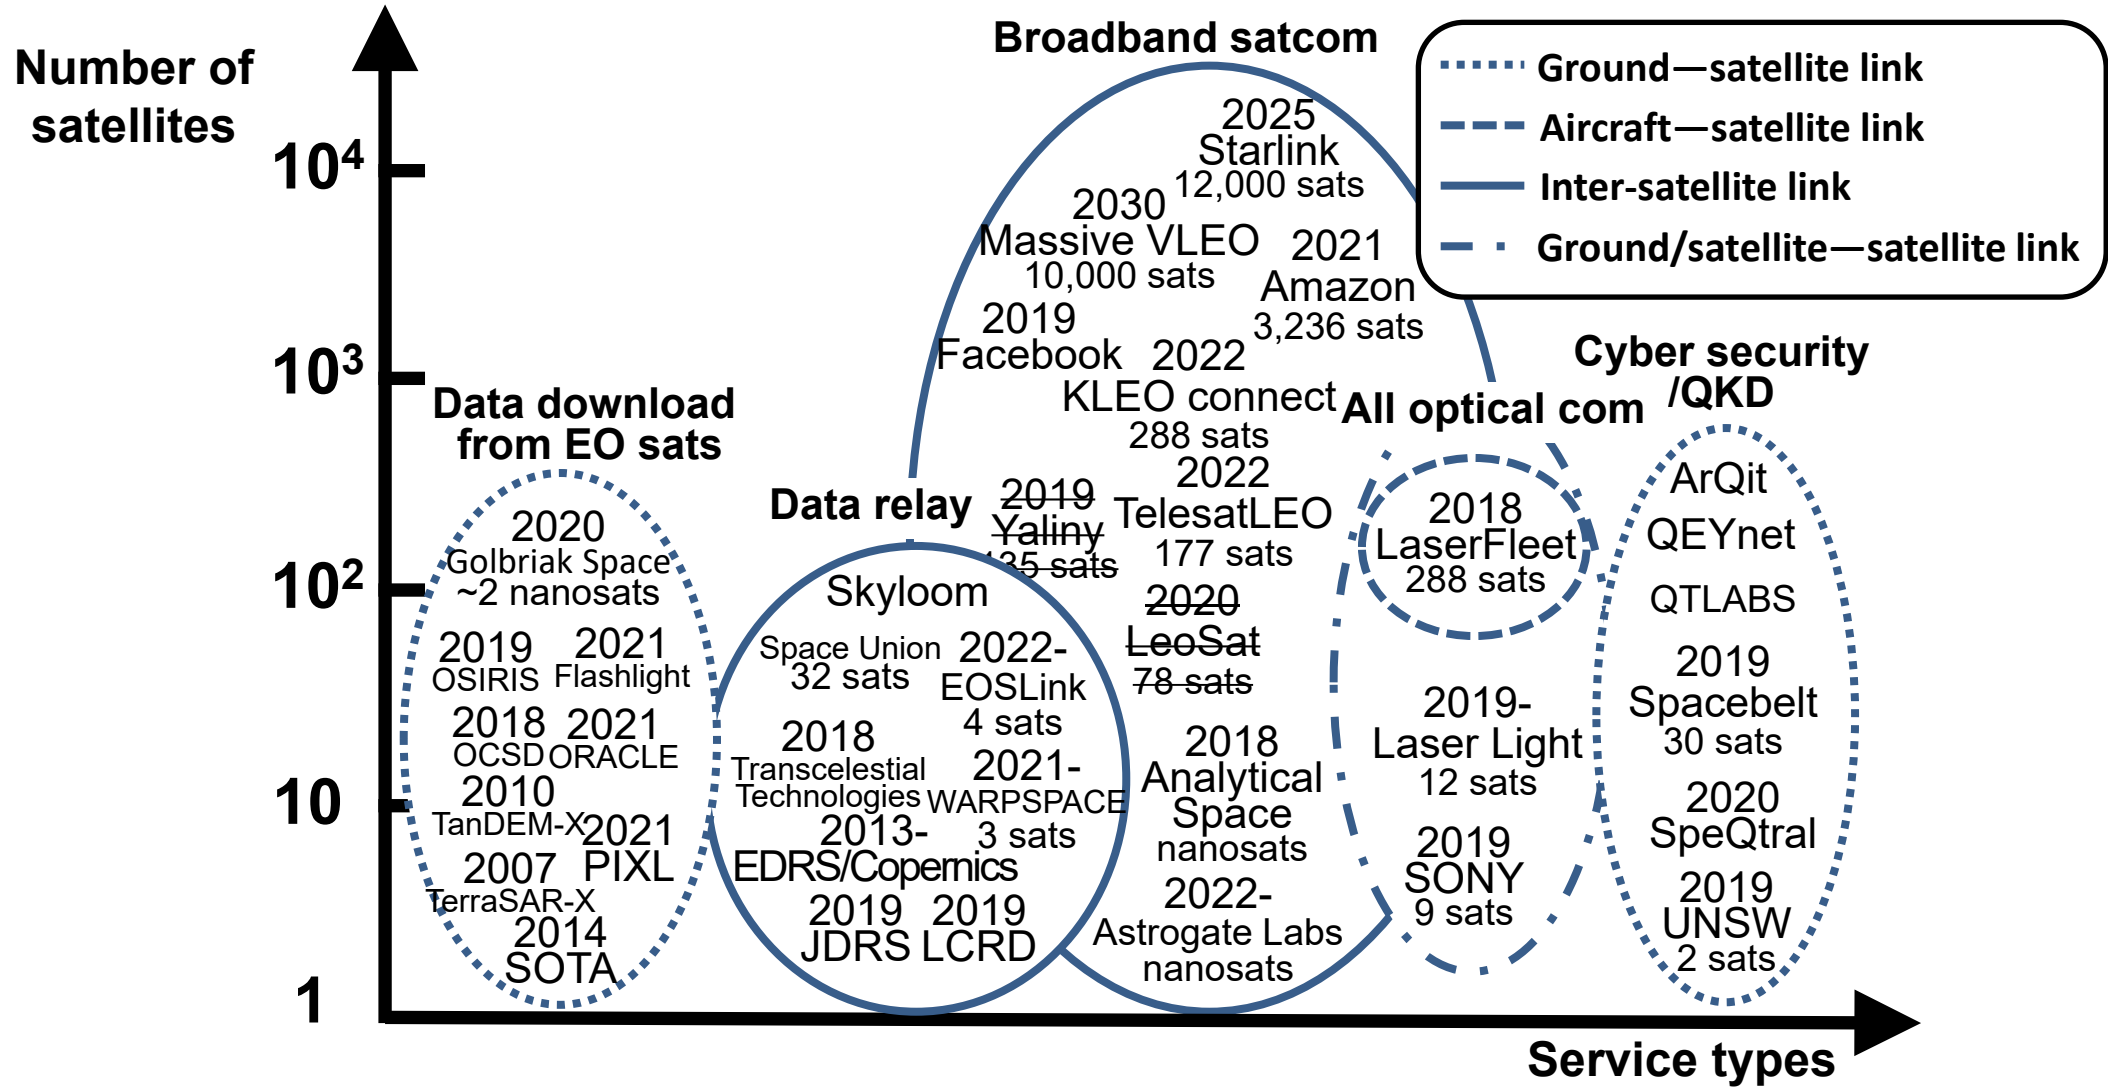 Number of
satellites
10⁴
10³
10²
10
1
Service types
Ground—satellite link
Aircraft—satellite link
Inter-satellite link
Ground/satellite—satellite link
Data download
from EO sats
2020
Golbriak Space
~2 nanosats
2019
OSIRIS
2021
Flashlight
2018
OCSD
2021
ORACLE
2010
TanDEM-X
2021
PIXL
2007
TerraSAR-X
2014
SOTA
Data relay
Skyloom
Space Union
32 sats
2022-
EOSLink
4 sats
2018
Transcelestial
Technologies
2021-
WARPSPACE
3 sats
2013-
EDRS/Copernics
2019
JDRS
2019
LCRD
Broadband satcom
2025
Starlink
12,000 sats
2030
Massive VLEO
10,000 sats
2021
Amazon
3,236 sats
2019
Facebook
2022
KLEO connect
288 sats
2019
Yaliny
135 sats
2022
TelesatLEO
177 sats
2020
LeoSat
78 sats
2018
Analytical
Space
nanosats
2022-
Astrogate Labs
nanosats
All optical com
2018
LaserFleet
288 sats
2019-
Laser Light
12 sats
2019
SONY
9 sats
Cyber security
/QKD
ArQit
QEYnet
QTLABS
2019
Spacebelt
30 sats
2020
SpeQtral
2019
UNSW
2 sats